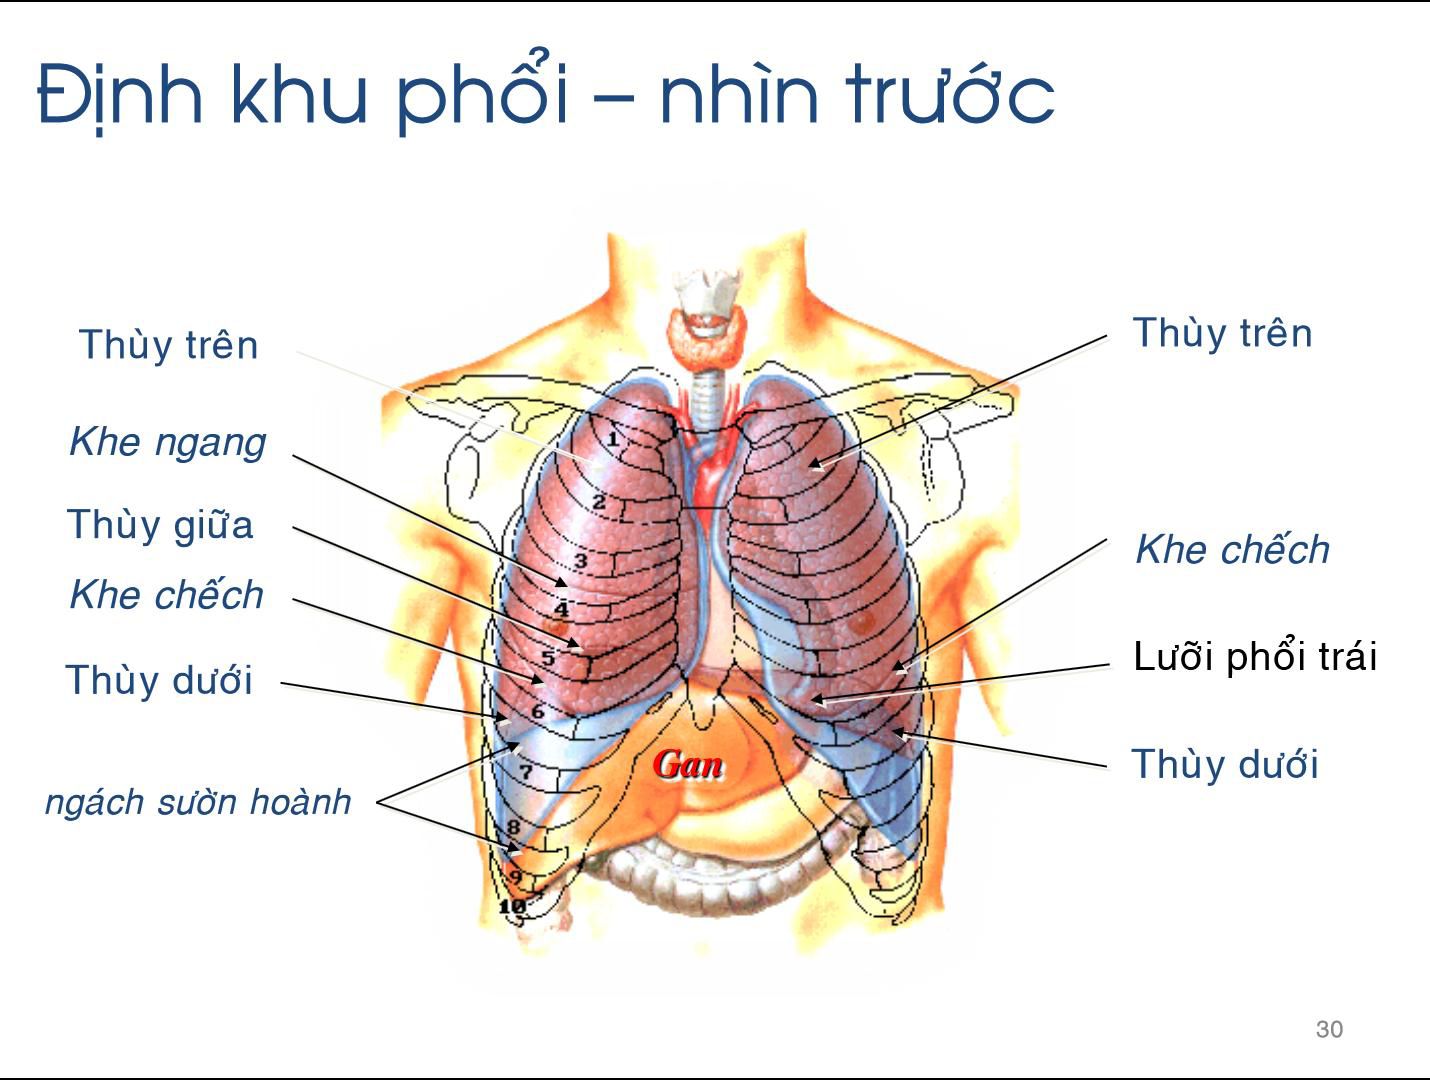 Định khu phổi – nhìn trước
Thùy trên
Khe ngang
Thùy giữa
Khe chếch
Thùy dưới
ngách sườn hoành
1
2
3
4
5
6
7
8
9
10
Gan
Thùy trên
Khe chếch
Lưỡi phổi trái
Thùy dưới
30